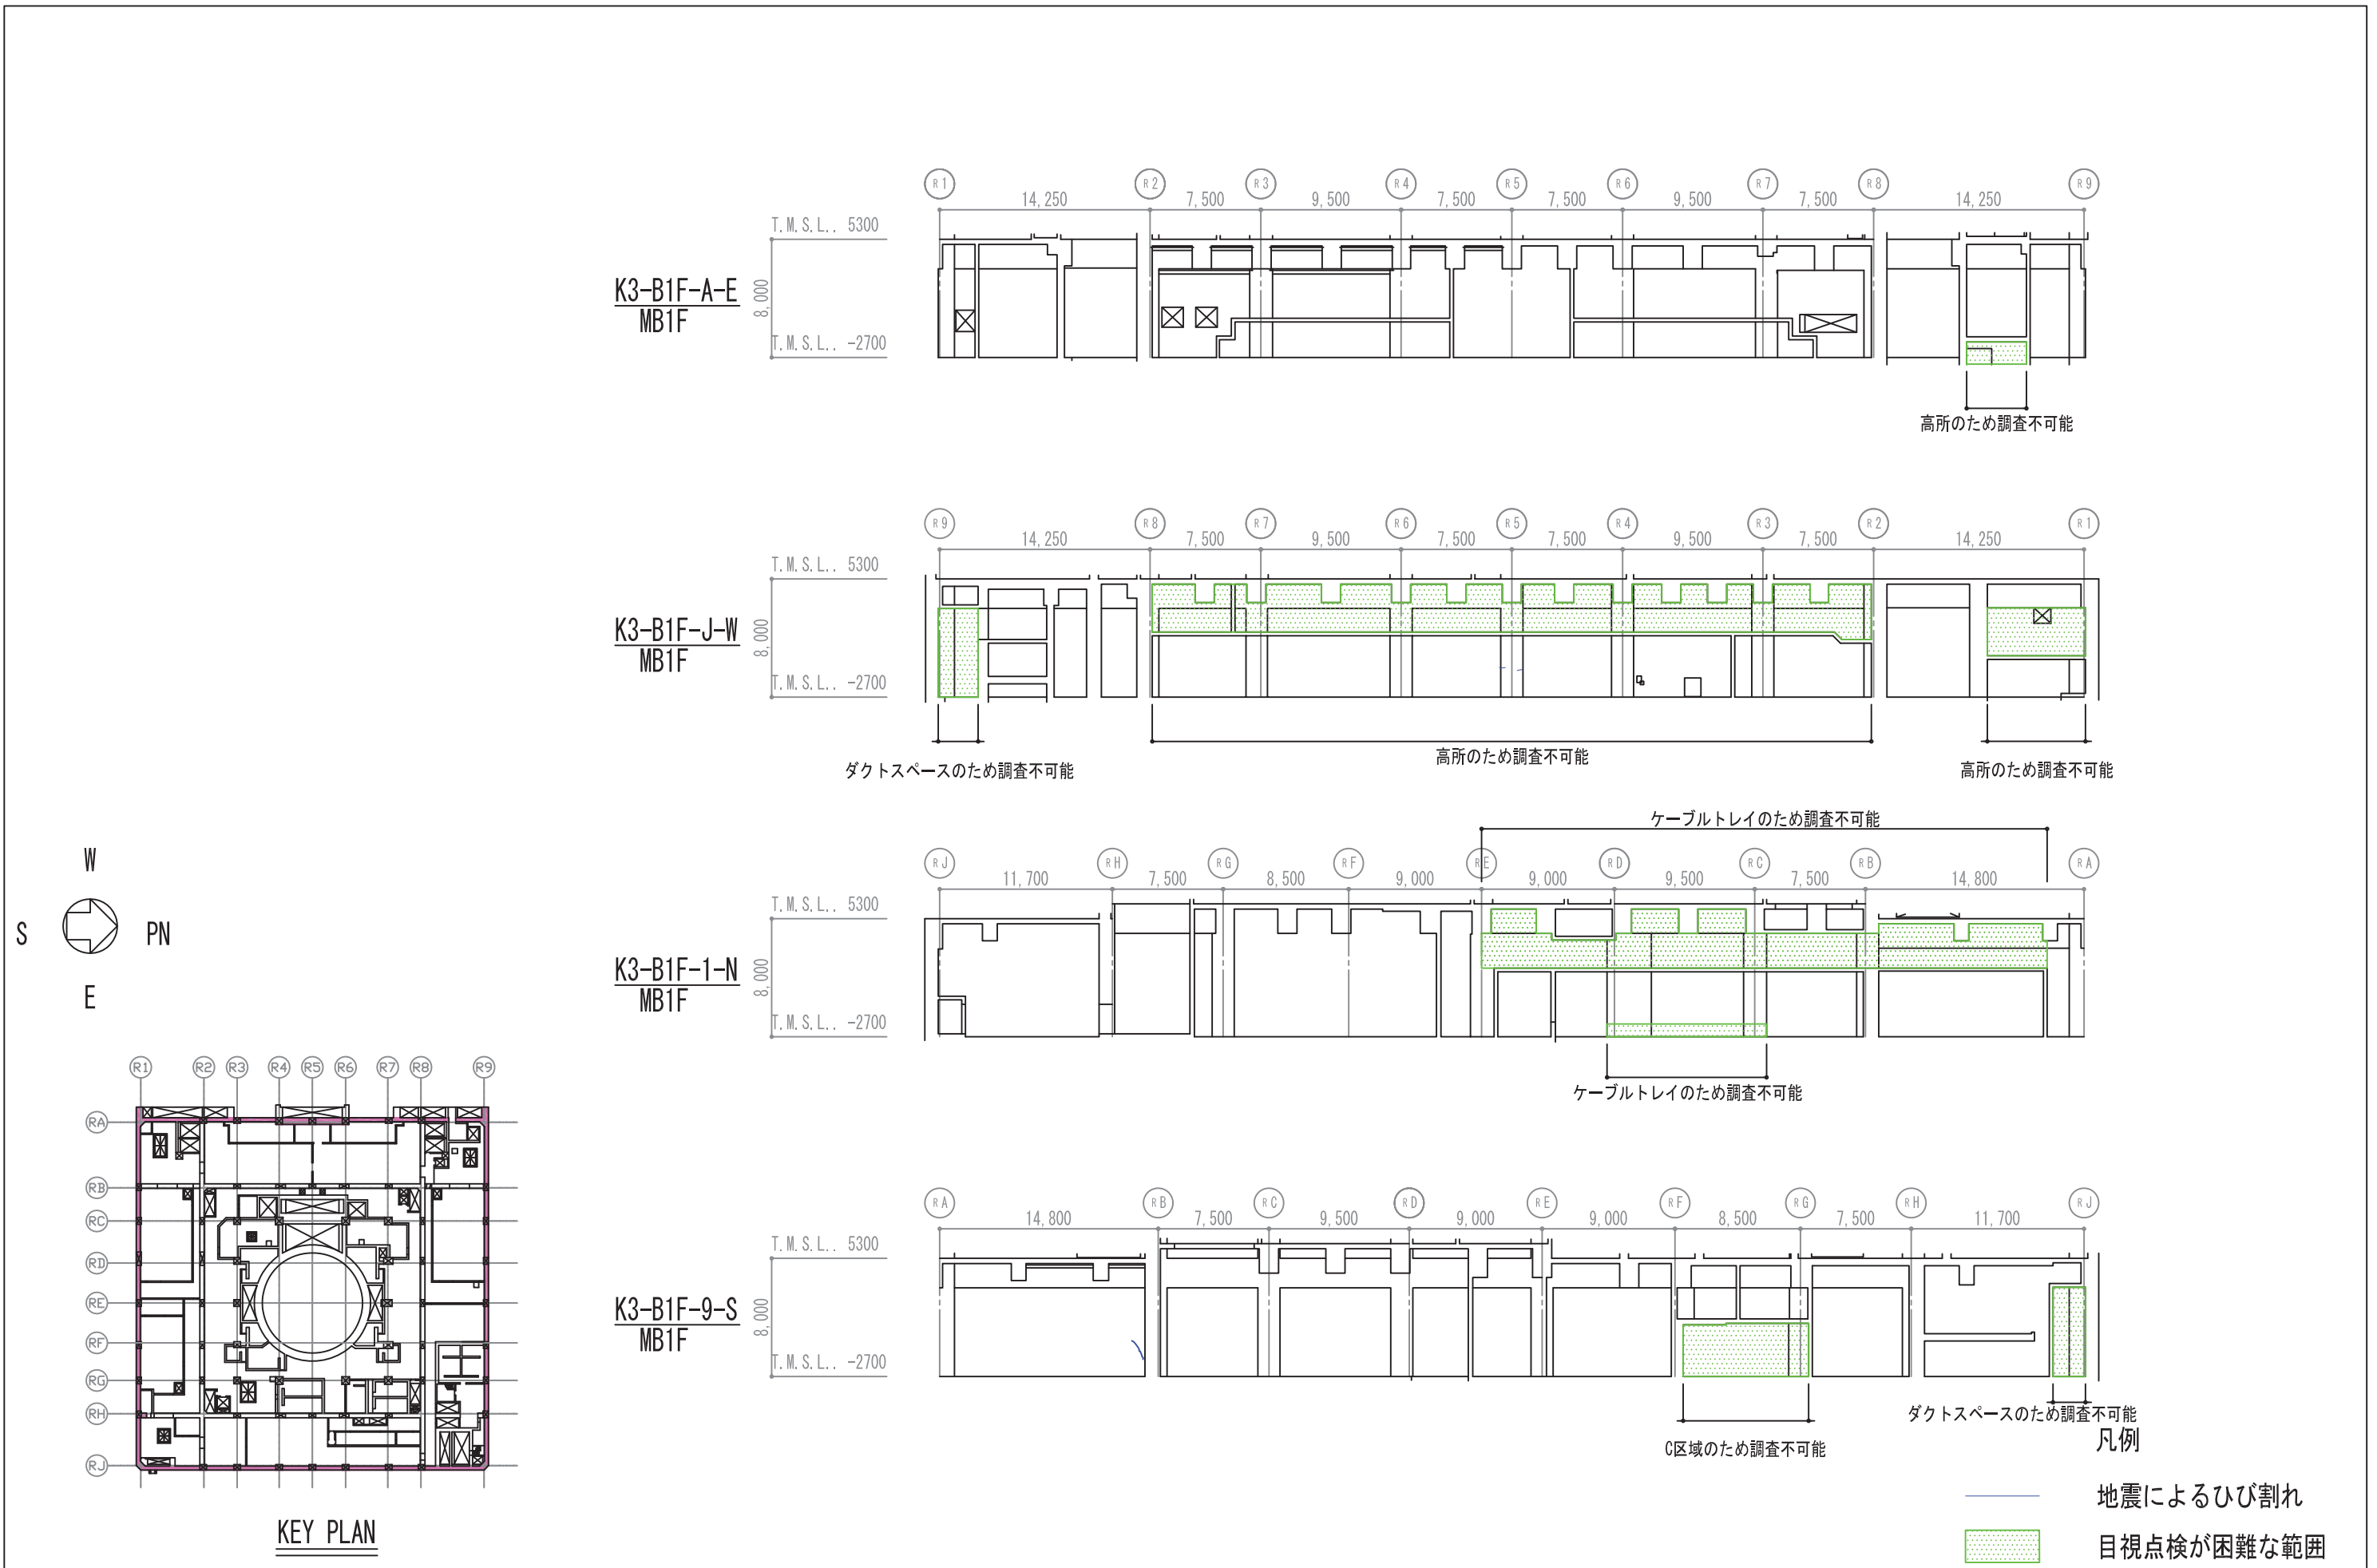 R1 R2 R3 R4 R5 R6 R7 R8 R9
14,250 7,500 9,500 7,500 7,500 9,500 7,500 14,250
T.M.S.L.. 5300
K3-B1F-A-E
MB1F
8,000
T.M.S.L.. -2700
高所のため調査不可能
R9 R8 R7 R6 R5 R4 R3 R2 R1
14,250 7,500 9,500 7,500 7,500 9,500 7,500 14,250
T.M.S.L.. 5300
K3-B1F-J-W
MB1F
8,000
T.M.S.L.. -2700
ダクトスペースのため調査不可能
高所のため調査不可能
高所のため調査不可能
ケーブルトレイのため調査不可能
RJ RH RG RF RE RD RC RB RA
11,700 7,500 8,500 9,000 9,000 9,500 7,500 14,800
T.M.S.L.. 5300
K3-B1F-1-N
MB1F
8,000
T.M.S.L.. -2700
ケーブルトレイのため調査不可能
RA RB RC RD RE RF RG RH RJ
14,800 7,500 9,500 9,000 9,000 8,500 7,500 11,700
T.M.S.L.. 5300
K3-B1F-9-S
MB1F
8,000
T.M.S.L.. -2700
C区域のため調査不可能
ダクトスペースのため調査不可能
W
S PN
E
R1 R2 R3 R4 R5 R6 R7 R8 R9
RA
RB
RC
RD
RE
RF
RG
RH
RJ
KEY PLAN
凡例
地震によるひび割れ
目視点検が困難な範囲